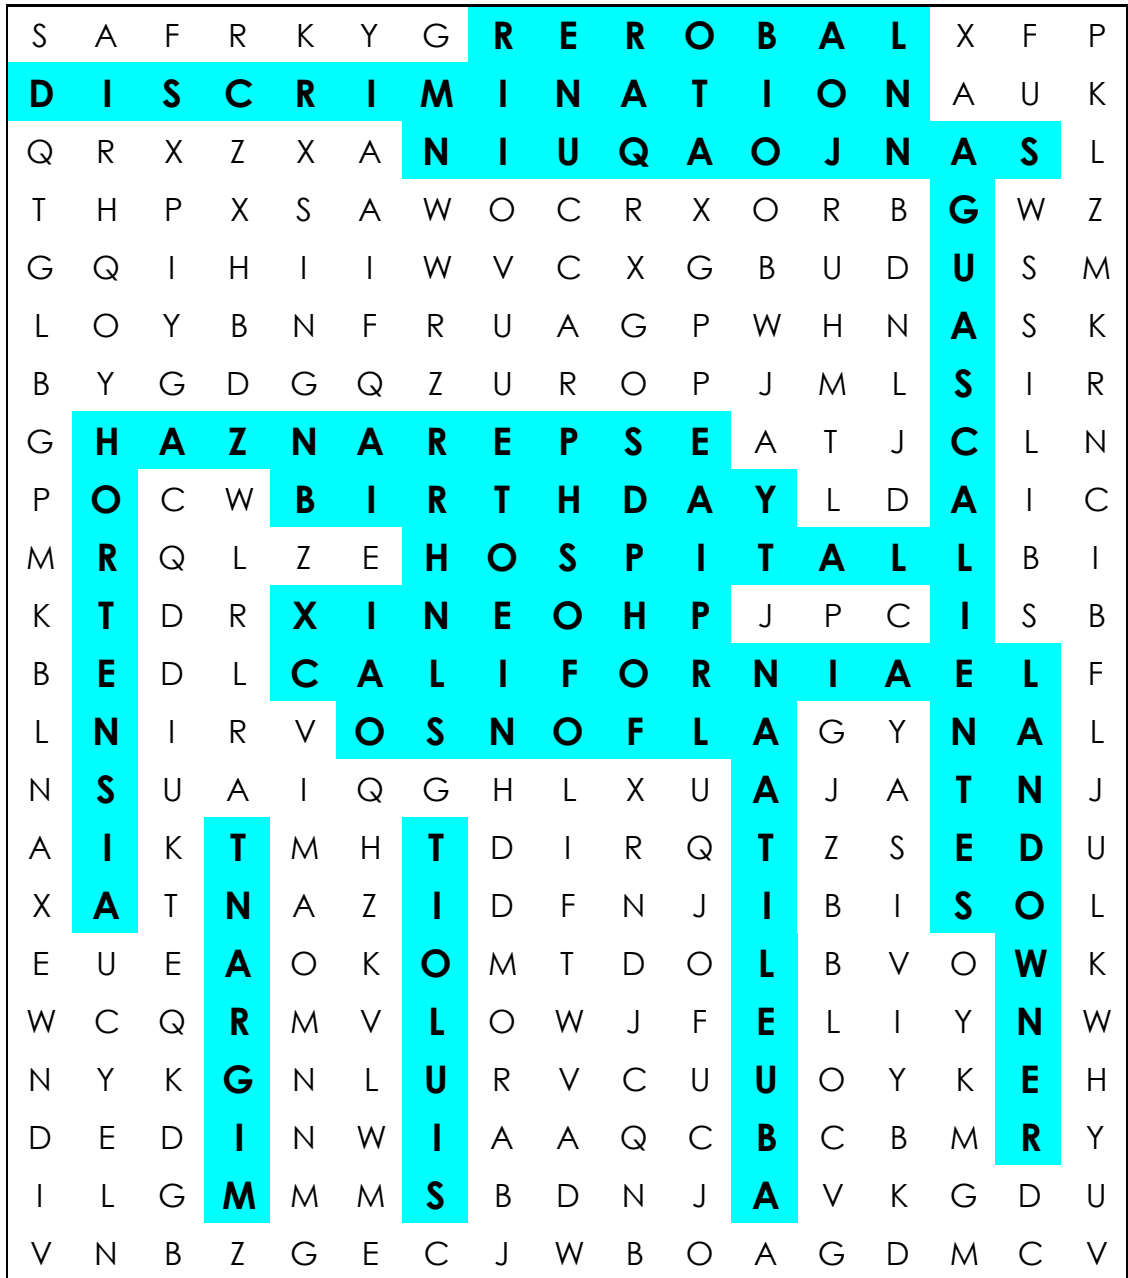 S A F R K Y G R E R O B A L X F P
D I S C R I M I N A T I O N A U K
Q R X Z X A N I U Q A O J N A S L
T H P X S A W O C R X O R B G W Z
G Q I H I I W V C X G B U D U S M
L O Y B N F R U A G P W H N A S K
B Y G D G Q Z U R O P J M L S I R
G H A Z N A R E P S E A T J C L N
P O C W B I R T H D A Y L D A I C
M R Q L Z E H O S P I T A L L B I
K T D R X I N E O H P J P C I S B
B E D L C A L I F O R N I A E L F
L N I R V O S N O F L A G Y N A L
N S U A I Q G H L X U A J A T N J
A I K T M H T D I R Q T Z S E D U
X A T N A Z I D F N J I B I S O L
E U E A O K O M T D O L B V O W K
W C Q R M V L O W J F E L I Y N W
N Y K G N L U R V C U U O Y K E H
D E D I N W I A A Q C B C B M R Y
I L G M M M S B D N J A V K G D U
V N B Z G E C J W B O A G D M C V